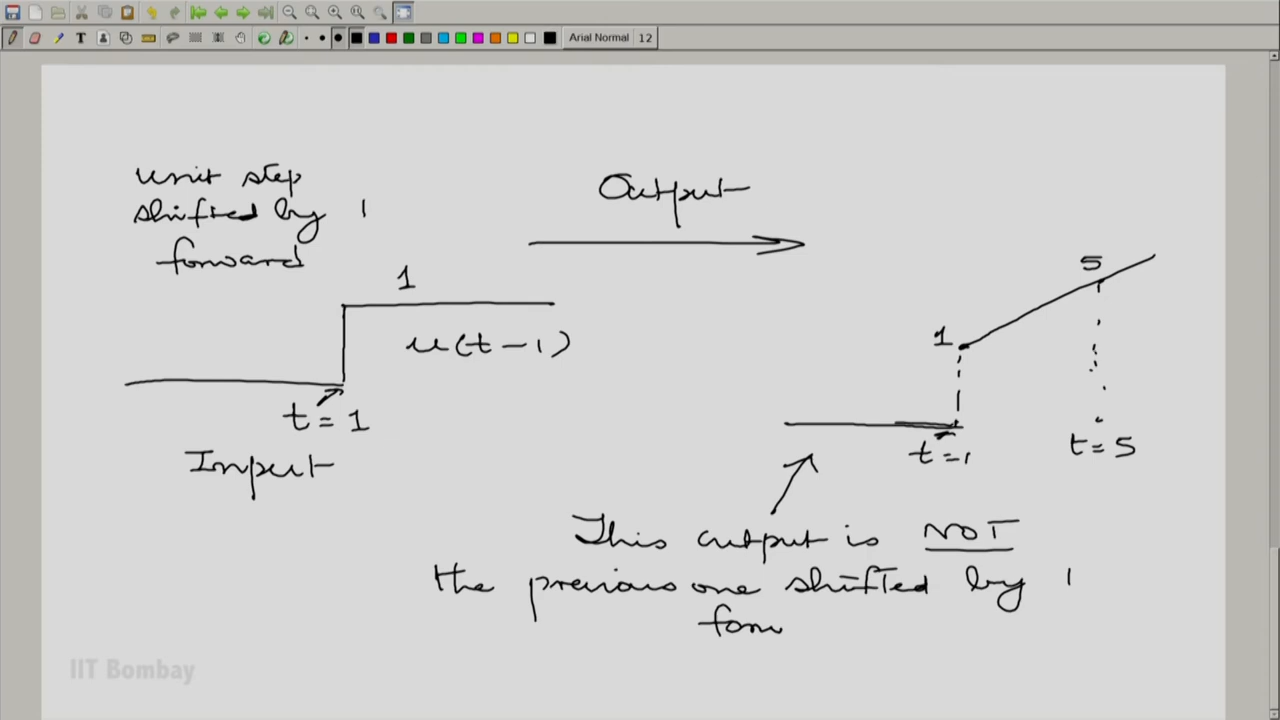 Arial Normal 12
unit step
shifted by 1
forward
Output
1
u(t-1)
t = 1
Input
5
1
t=1
t=5
This output is NOT
the previous one shifted by 1
forw
IIT Bombay